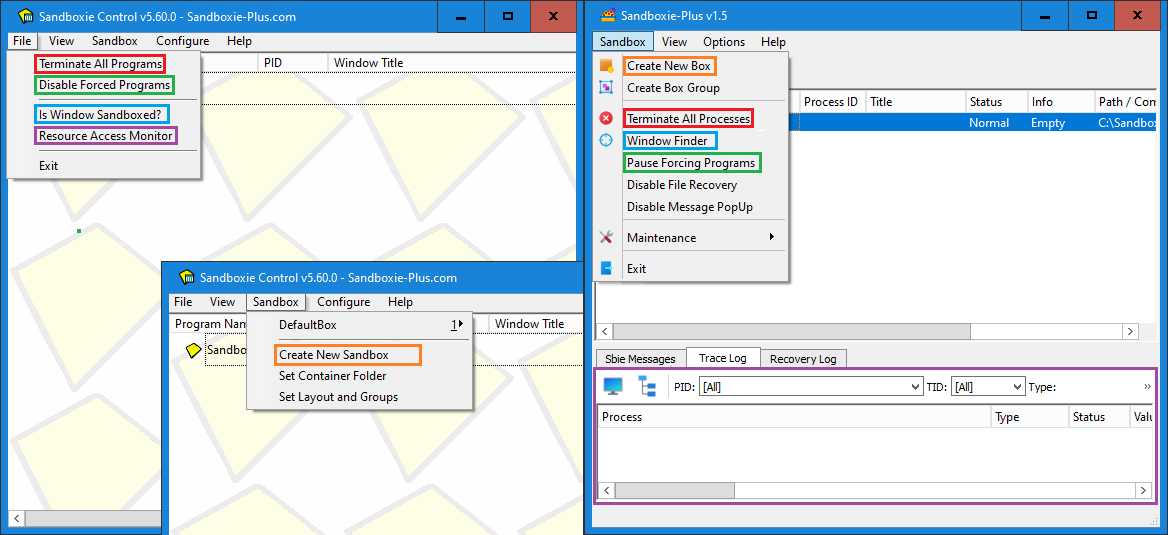 Sandboxie Control v5.60.0 - Sandboxie-Plus.com
File View Sandbox Configure Help
PID Window Title
Terminate All Programs
Disable Forced Programs
Is Window Sandboxed?
Resource Access Monitor
Exit
Sandboxie Control v5.60.0 - Sandboxie-Plus.com
File View Sandbox Configure Help
Program Nam Window Title
Sandbo
DefaultBox 1
Create New Sandbox
Set Container Folder
Set Layout and Groups
Sandboxie-Plus v1.5
Sandbox View Options Help
Create New Box
Create Box Group
Terminate All Processes
Window Finder
Pause Forcing Programs
Disable File Recovery
Disable Message PopUp
Maintenance
Exit
Process ID Title Status Info Path / Com
Normal Empty C:\Sandbox
Sbie Messages Trace Log Recovery Log
PID: [All] TID: [All] Type: »
Process Type Status Valu